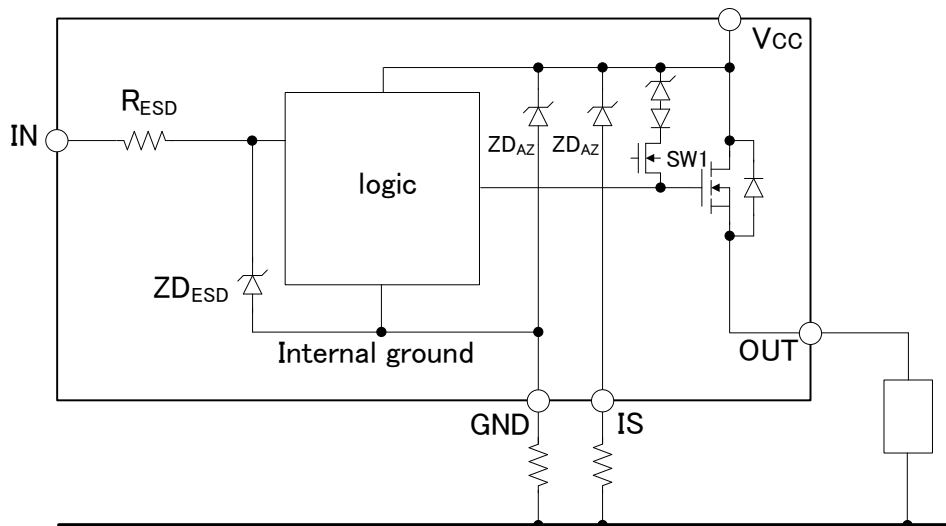 VCC
RESD
IN
ZDAZ
ZDAZ
SW1
logic
ZDESD
Internal ground
OUT
GND
IS